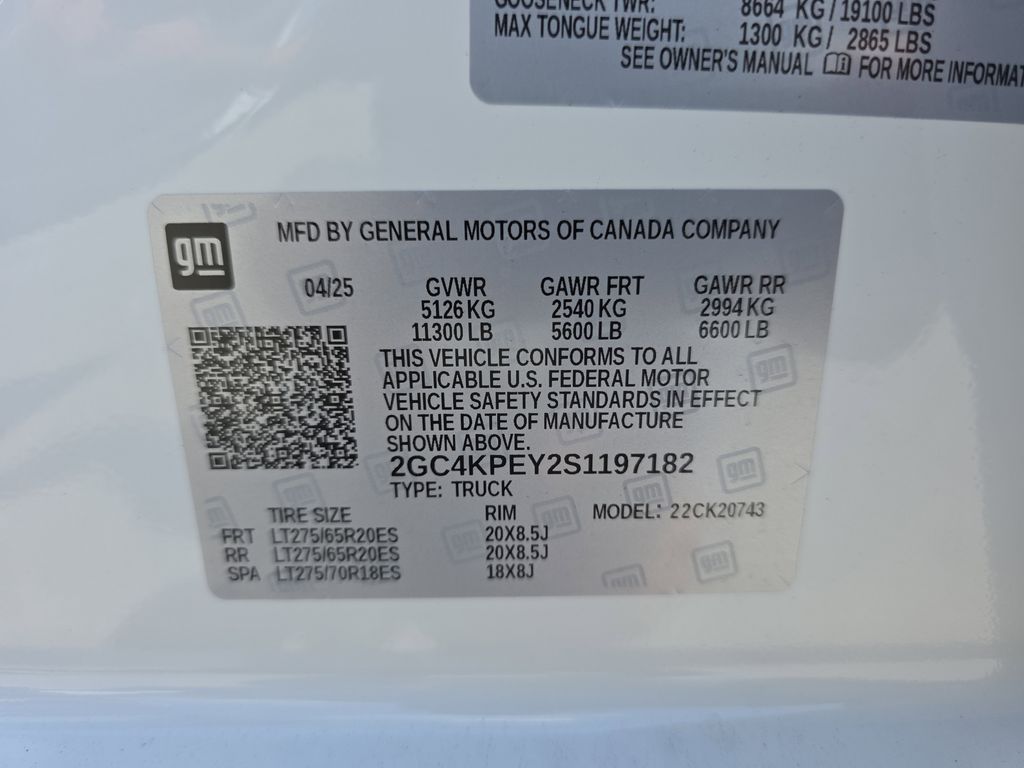 GOOSENECK TWR: 8664 KG/19100 LBS
MAX TONGUE WEIGHT: 1300 KG/ 2865 LBS
SEE OWNER'S MANUAL FOR MORE INFORMAT
gm
MFD BY GENERAL MOTORS OF CANADA COMPANY
04/25 GVWR GAWR FRT GAWR RR
5126 KG 2540 KG 2994 KG
11300 LB 5600 LB 6600 LB
THIS VEHICLE CONFORMS TO ALL
APPLICABLE U.S. FEDERAL MOTOR
VEHICLE SAFETY STANDARDS IN EFFECT
ON THE DATE OF MANUFACTURE
SHOWN ABOVE.
2GC4KPEY2S1197182
TYPE: TRUCK
TIRE SIZE RIM MODEL: 22CK20743
FRT LT275/65R20ES 20X8.5J
RR LT275/65R20ES 20X8.5J
SPA LT275/70R18ES 18X8J